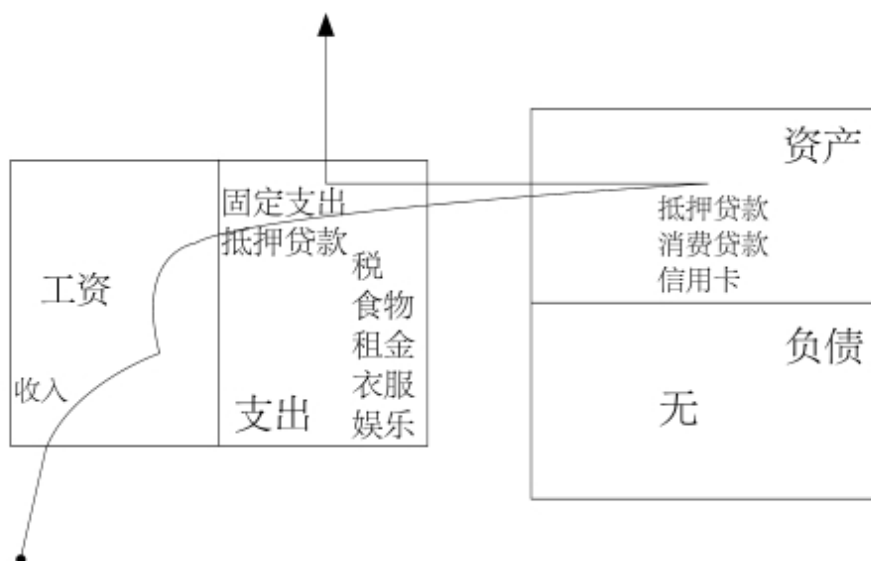 工资
收入
固定支出
抵押贷款
税
食物
租金
衣服
娱乐
支出
资产
抵押贷款
消费贷款
信用卡
负债
无